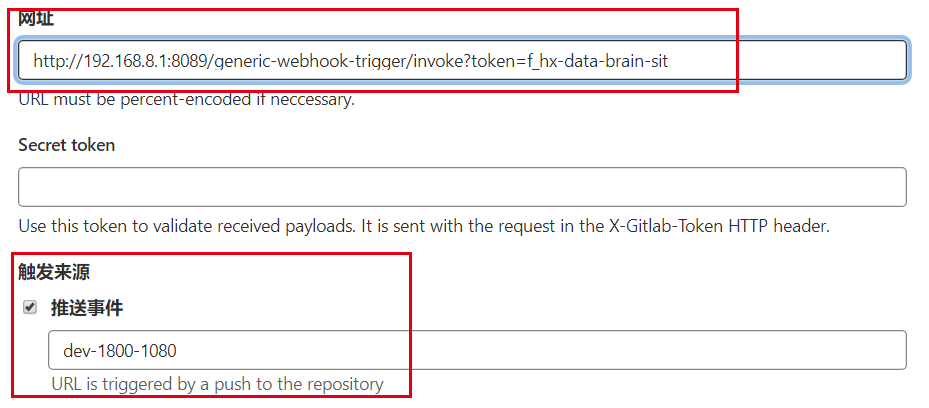 网址
http://192.168.8.1:8089/generic-webhook-trigger/invoke?token=f_hx-data-brain-sit
URL must be percent-encoded if neccessary.
Secret token
Use this token to validate received payloads. It is sent with the request in the X-Gitlab-Token HTTP header.
触发来源
推送事件
dev-1800-1080
URL is triggered by a push to the repository